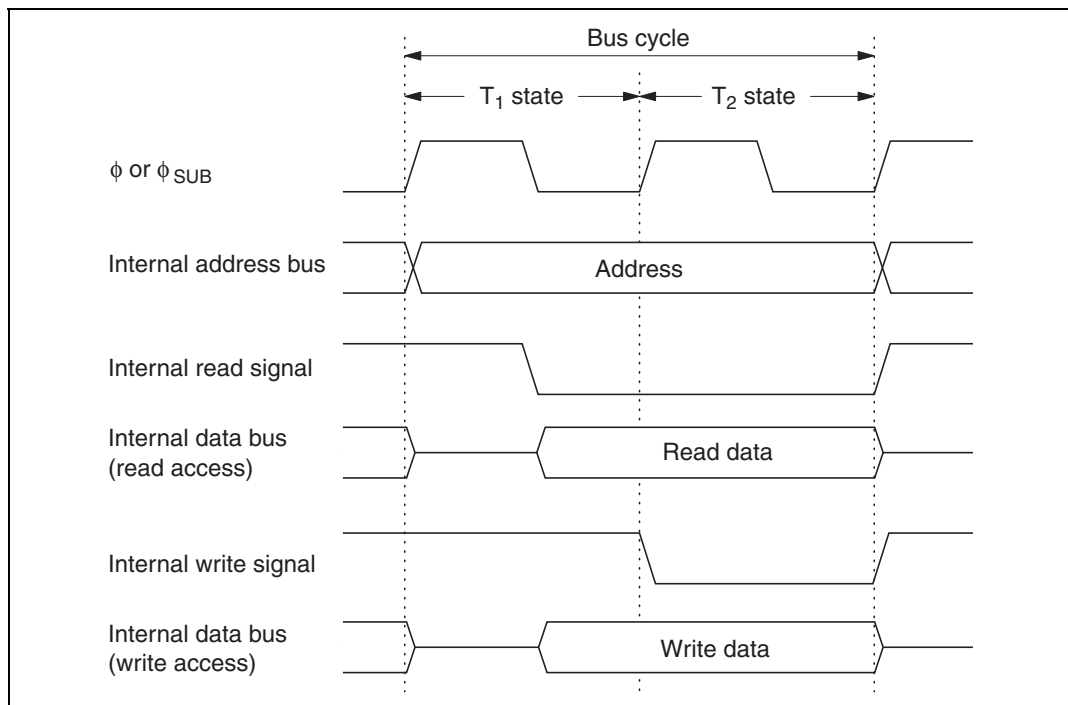 Bus cycle
T₁ state
T₂ state
ϕ or ϕSUB
Internal address bus
Address
Internal read signal
Internal data bus
(read access)
Read data
Internal write signal
Internal data bus
(write access)
Write data